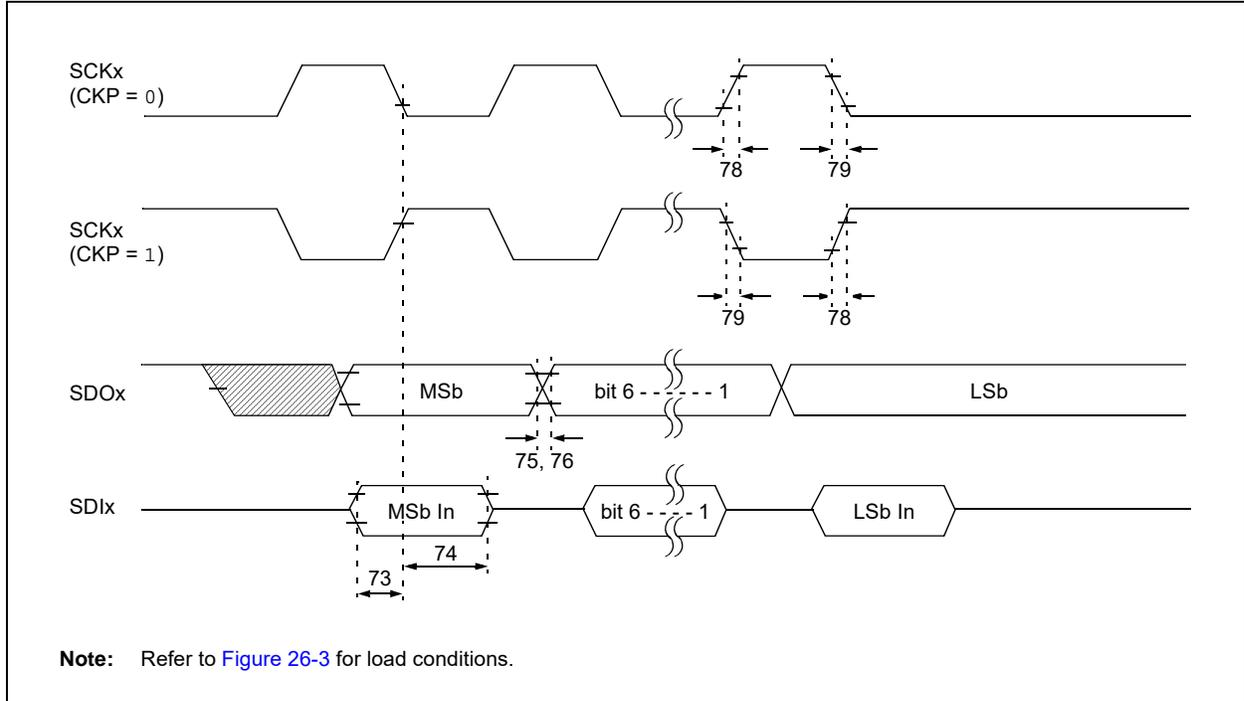 SCKx
(CKP = 0)
78
79
SCKx
(CKP = 1)
79
78
SDOx
MSb
bit 6 - - - - - - 1
LSb
75, 76
SDIx
MSb In
bit 6 - - - - - 1
LSb In
74
73
Note: Refer to Figure 26-3 for load conditions.